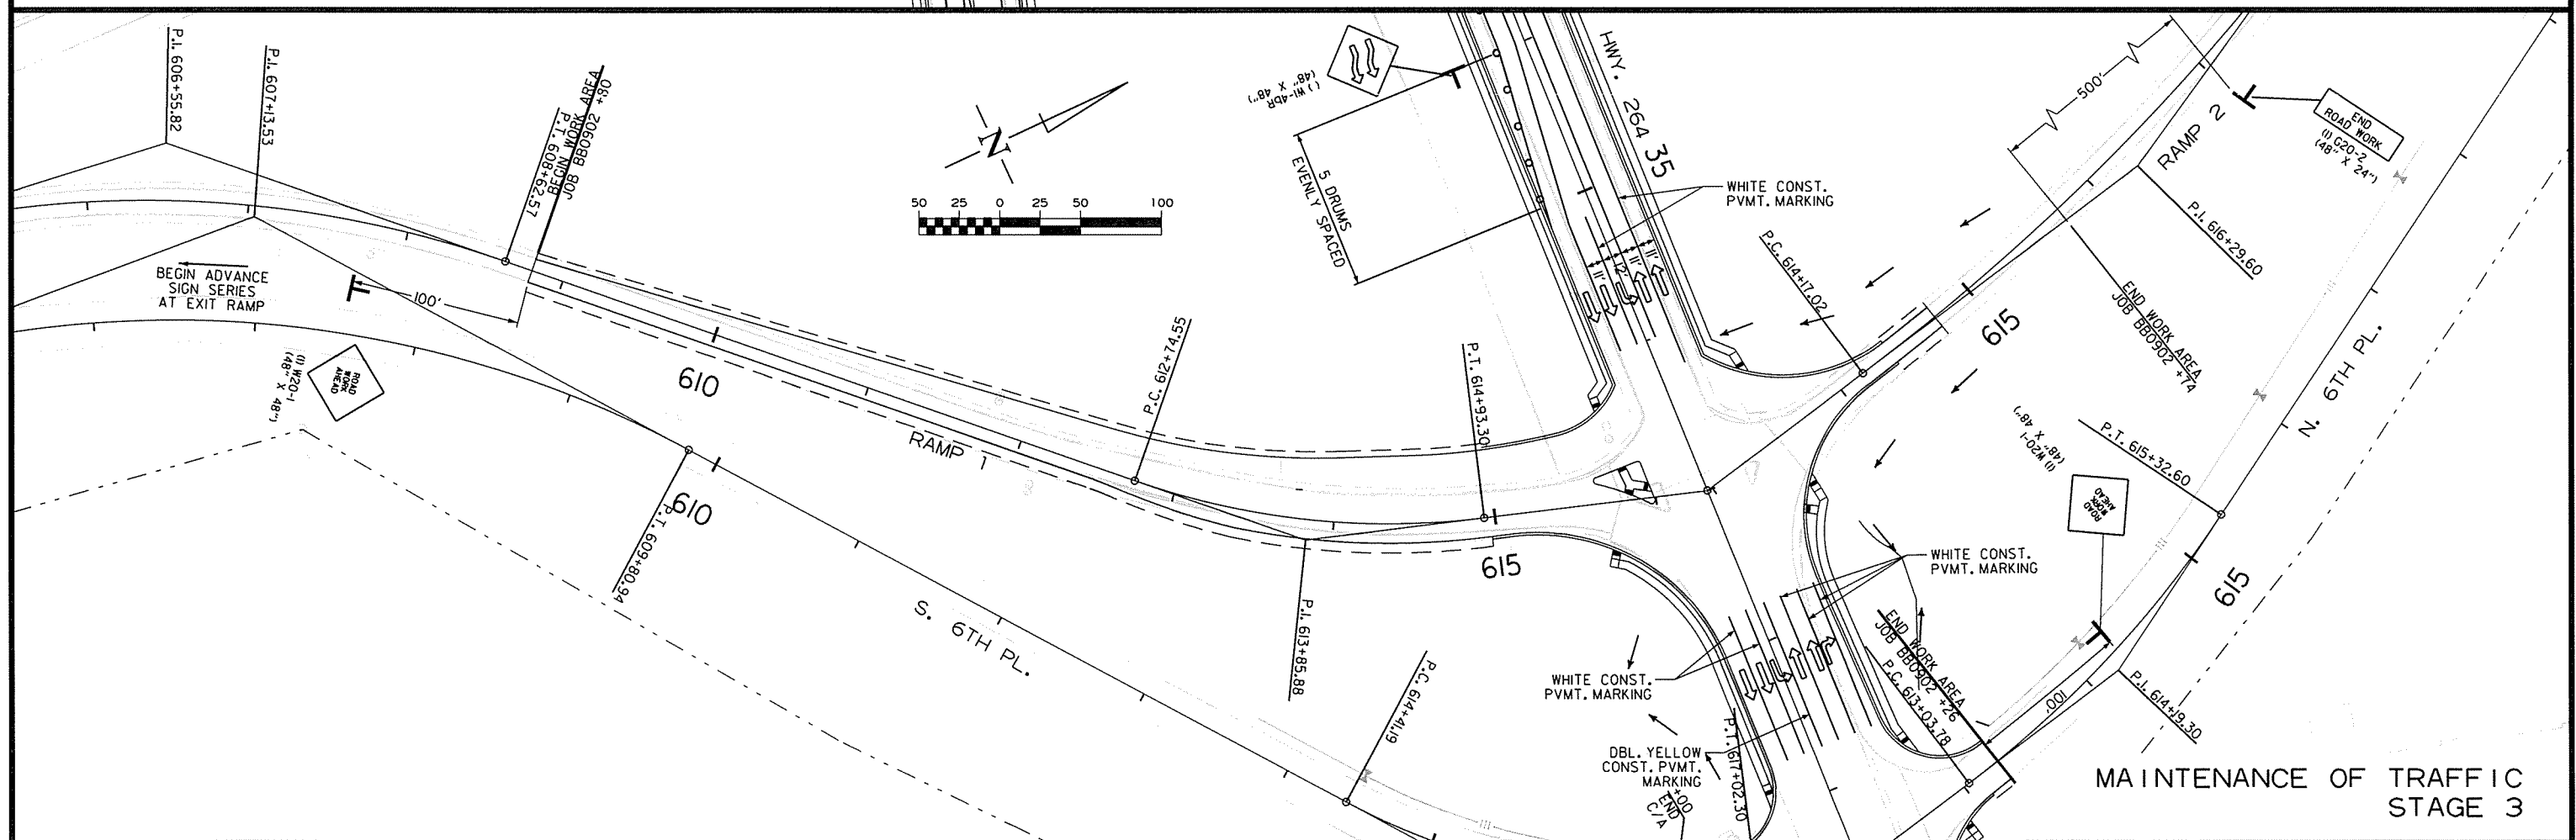 P.I. 606+55.82
P.I. 607+13.53
P.T. 608+62.57
BEGIN WORK AREA
JOB BB0902 +80
BEGIN ADVANCE
SIGN SERIES
AT EXIT RAMP
100'
(1) W20-1
(48" X 48")
ROAD
WORK
AHEAD
610
610
P.T. 609+80.94
RAMP 1
S. 6TH PL.
N
50 25 0 25 50 100
P.C. 612+74.55
P.T. 614+93.30
P.I. 613+85.88
P.C. 614+41.19
615
( ) W1-4bR
(48" X 48")
5 DRUMS
EVENLY SPACED
HWY. 264
35
WHITE CONST.
PVMT. MARKING
11' 12' 11' 11'
P.C. 614+17.02
500'
RAMP 2
END
ROAD WORK
(1) G20-2
(48" X 24")
P.I. 616+29.60
615
END WORK AREA
JOB BB0902 +74
N. 6TH PL.
(1) W20-1
(48" X 48")
ROAD
WORK
AHEAD
P.T. 615+32.60
615
WHITE CONST.
PVMT. MARKING
WHITE CONST.
PVMT. MARKING
DBL. YELLOW
CONST. PVMT.
MARKING
+00
END
C/A
P.T. 617+02.30
END WORK AREA
JOB BB0902 +26
P.C. 613+03.78
100'
P.I. 614+19.30
MAINTENANCE OF TRAFFIC
STAGE 3